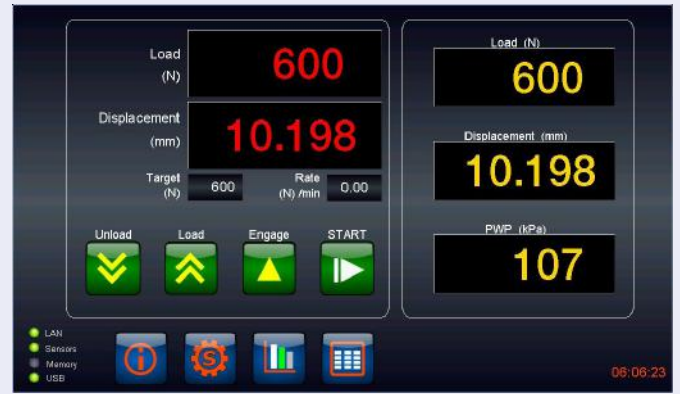 Load
(N)
600
Displacement
(mm)
10.198
Target
(N)
600
Rate
(N) /min
0.00
Unload
Load
Engage
START
Load (N)
600
Displacement (mm)
10.198
PWP (kPa)
107
LAN
Sensors
Memory
USB
S
06:06:23